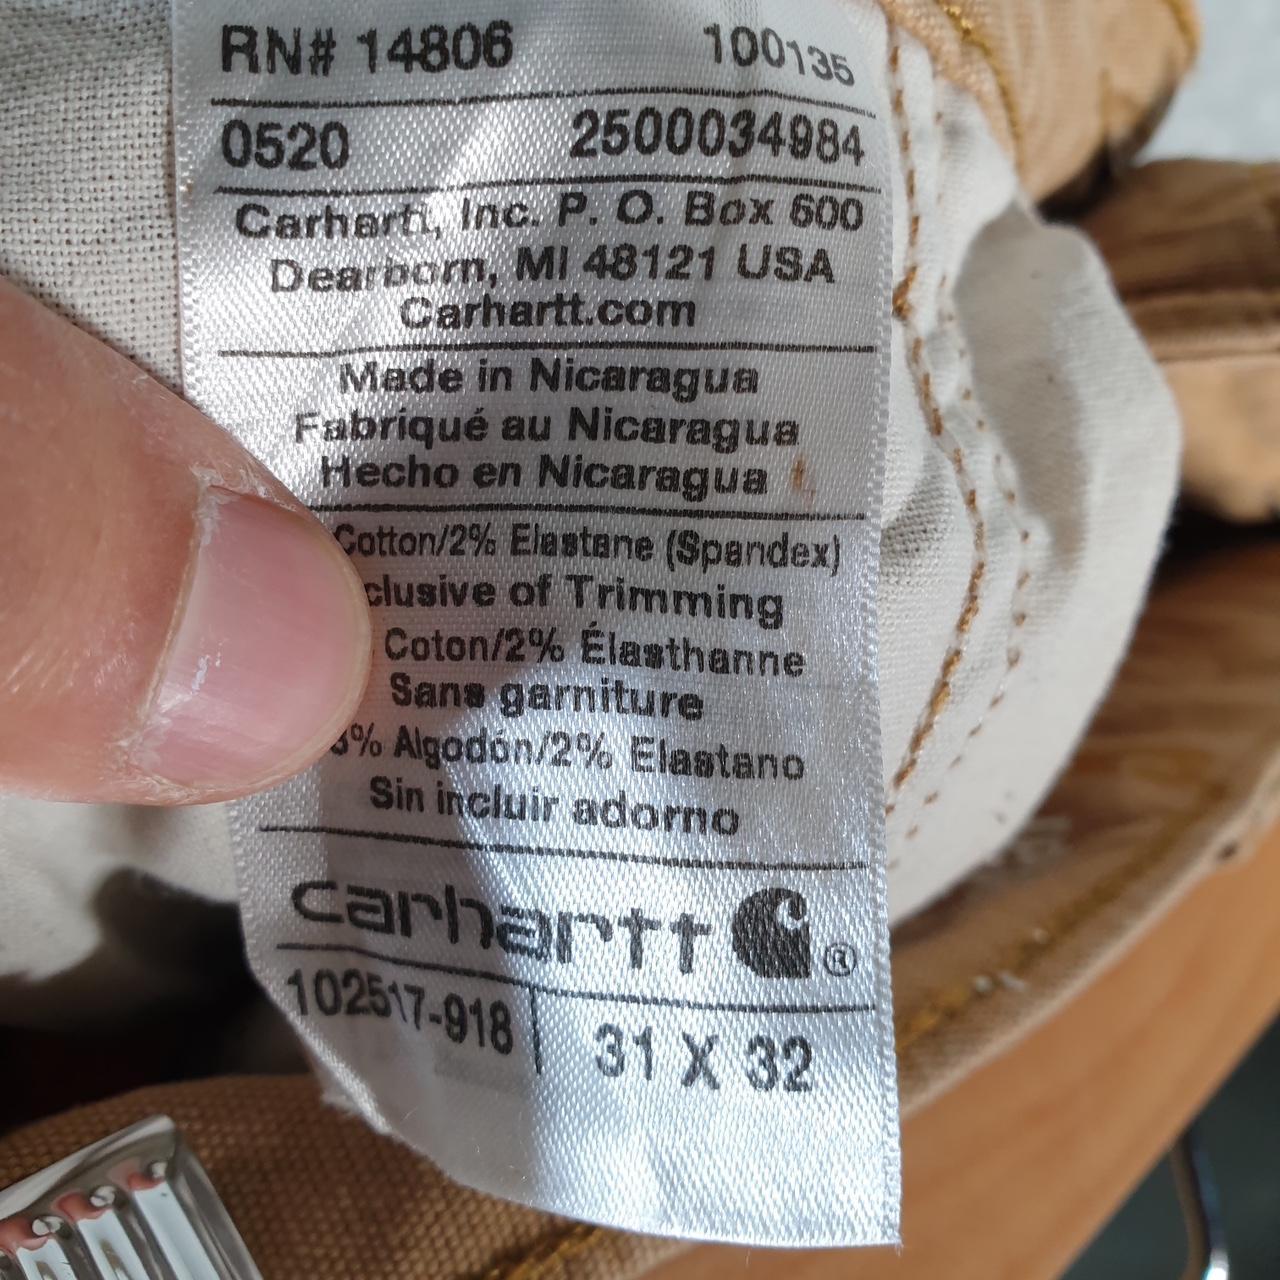 RN# 14806 100135
0520 2500034984
Carhartt, Inc. P. O. Box 600
Dearborn, MI 48121 USA
Carhartt.com
Made in Nicaragua
Fabriqué au Nicaragua
Hecho en Nicaragua
Cotton/2% Elastane (Spandex)
clusive of Trimming
Coton/2% Élasthanne
Sans garniture
% Algodón/2% Elastano
Sin incluir adorno
carhartt ®
102517-918 31 X 32